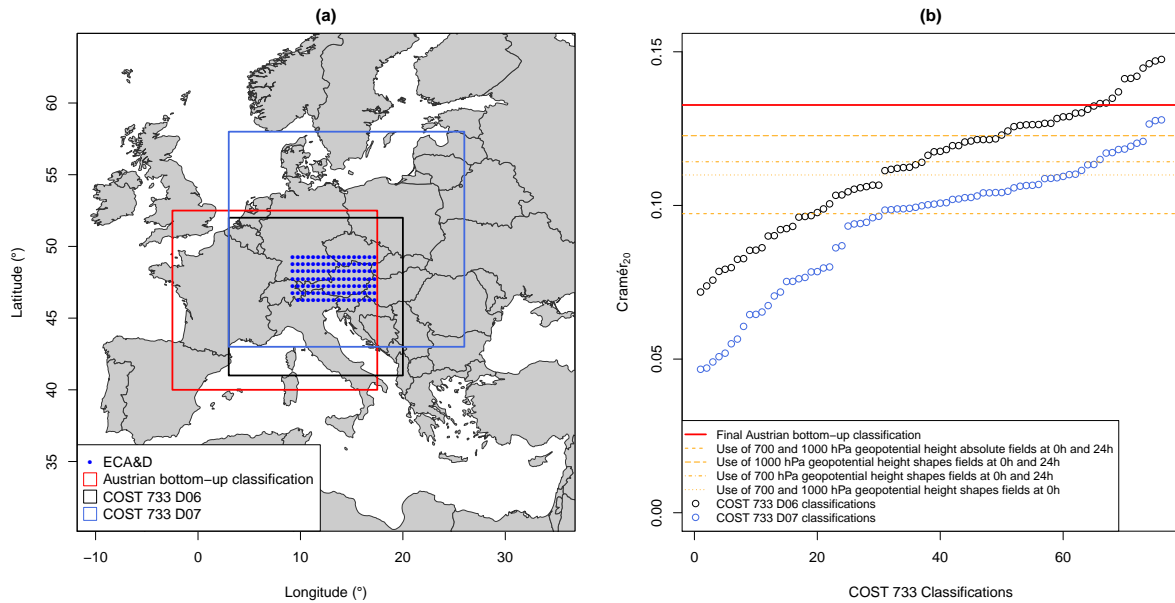 (a)
60
55
50
45
40
35
−10
0
10
20
30
Latitude (°)
Longitude (°)
ECA&D
Austrian bottom−up classification
COST 733 D06
COST 733 D07
(b)
0.15
0.10
0.05
0.00
0
20
40
60
Cramér20
COST 733 Classifications
Final Austrian bottom−up classification
Use of 700 and 1000 hPa geopotential height absolute fields at 0h and 24h
Use of 1000 hPa geopotential height shapes fields at 0h and 24h
Use of 700 hPa geopotential height shapes fields at 0h and 24h
Use of 700 and 1000 hPa geopotential height shapes fields at 0h
COST 733 D06 classifications
COST 733 D07 classifications